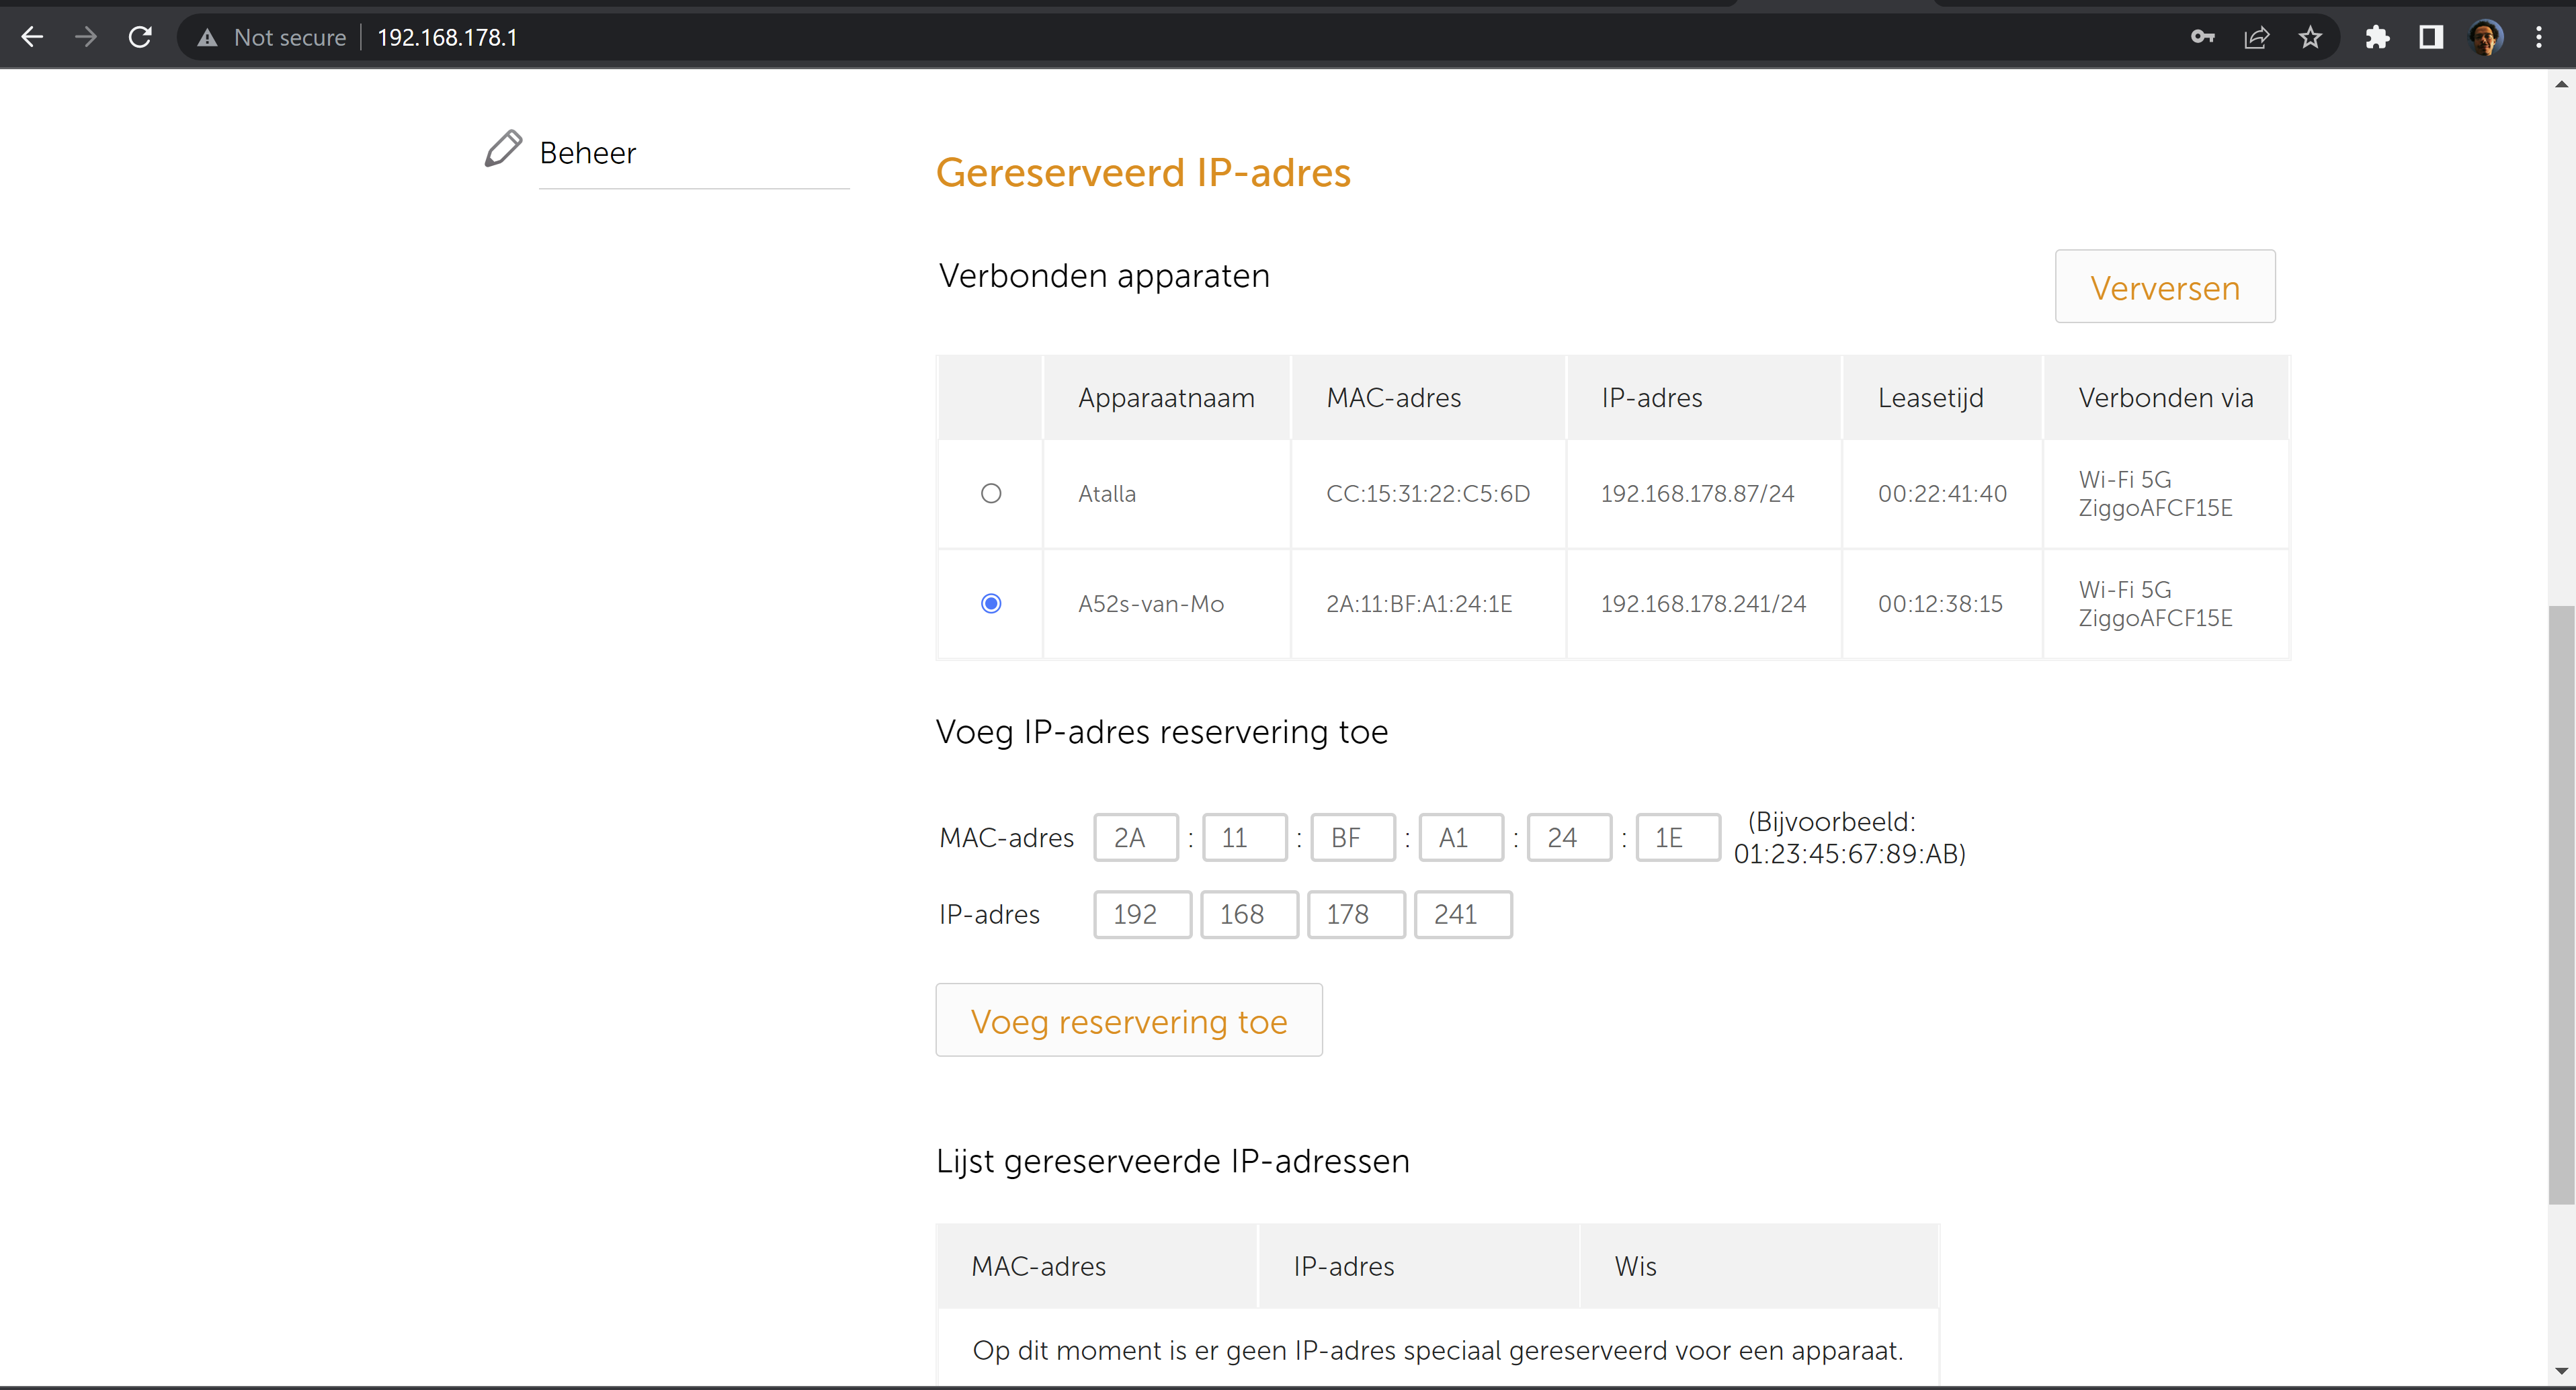 Not secure 192.168.178.1
Beheer
Gereserveerd IP-adres
Verbonden apparaten
Verversen
Apparaatnaam MAC-adres IP-adres Leasetijd Verbonden via
Atalla CC:15:31:22:C5:6D 192.168.178.87/24 00:22:41:40 Wi-Fi 5G
ZiggoAFCF15E
A52s-van-Mo 2A:11:BF:A1:24:1E 192.168.178.241/24 00:12:38:15 Wi-Fi 5G
ZiggoAFCF15E
Voeg IP-adres reservering toe
MAC-adres 2A : 11 : BF : A1 : 24 : 1E (Bijvoorbeeld:
01:23:45:67:89:AB)
IP-adres 192 168 178 241
Voeg reservering toe
Lijst gereserveerde IP-adressen
MAC-adres IP-adres Wis
Op dit moment is er geen IP-adres speciaal gereserveerd voor een apparaat.